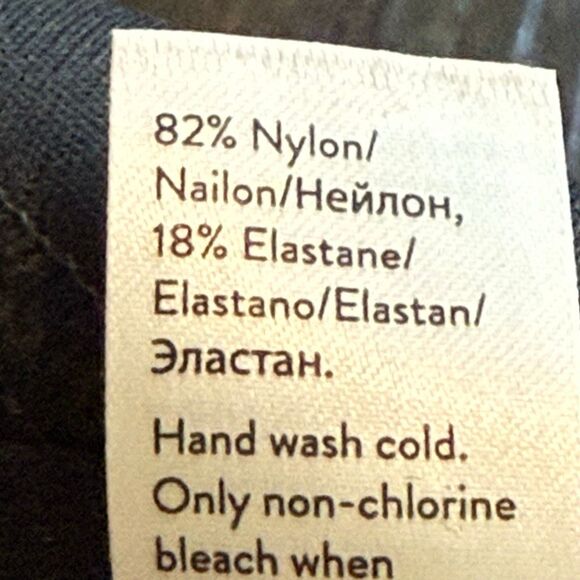 82% Nylon/
Nailon/Нейлон,
18% Elastane/
Elastano/Elastan/
Эластан.
Hand wash cold.
Only non-chlorine
bleach when